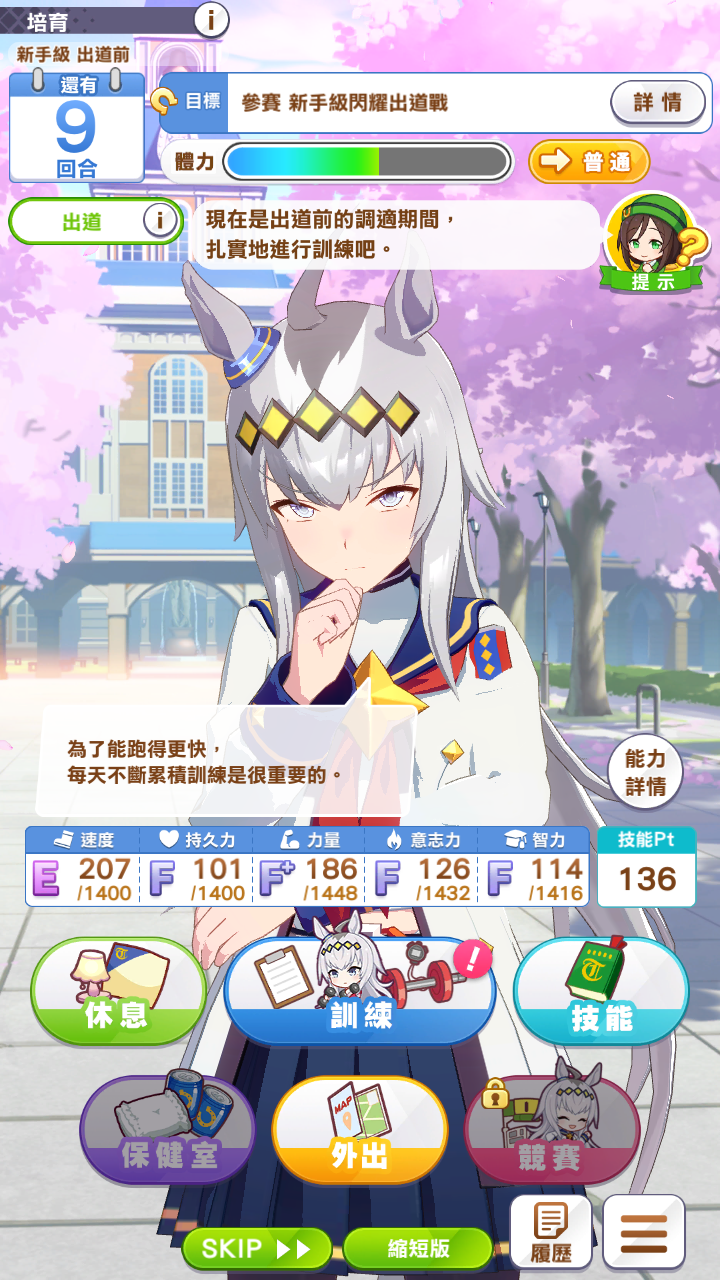 培育
i
新手級 出道前
還有
9
回合
目標
參賽 新手級閃耀出道戰
詳情
體力
普通
出道
i
現在是出道前的調適期間，
扎實地進行訓練吧。
?
提示
為了能跑得更快，
每天不斷累積訓練是很重要的。
能力
詳情
速度
持久力
力量
意志力
智力
技能Pt
E 207
/1400
F 101
/1400
F+ 186
/1448
F 126
/1432
F 114
/1416
136
休息
!
訓練
技能
保健室
MAP
外出
競賽
SKIP
縮短版
履歷